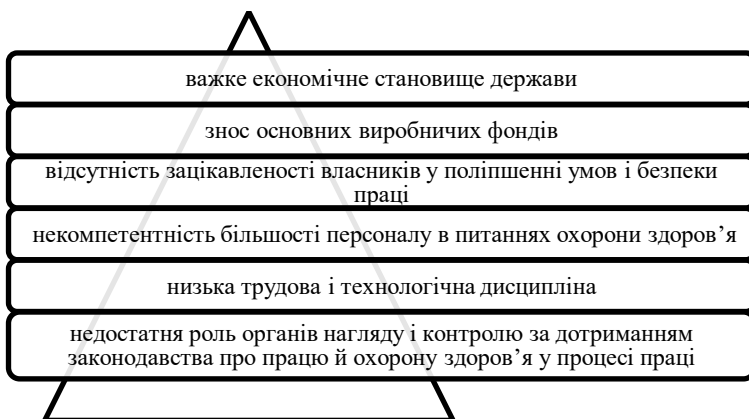 важке економічне становище держави
знос основних виробничих фондів
відсутність зацікавленості власників у поліпшенні умов і безпеки
праці
некомпетентність більшості персоналу в питаннях охорони здоров’я
низька трудова і технологічна дисципліна
недостатня роль органів нагляду і контролю за дотриманням
законодавства про працю й охорону здоров’я у процесі праці